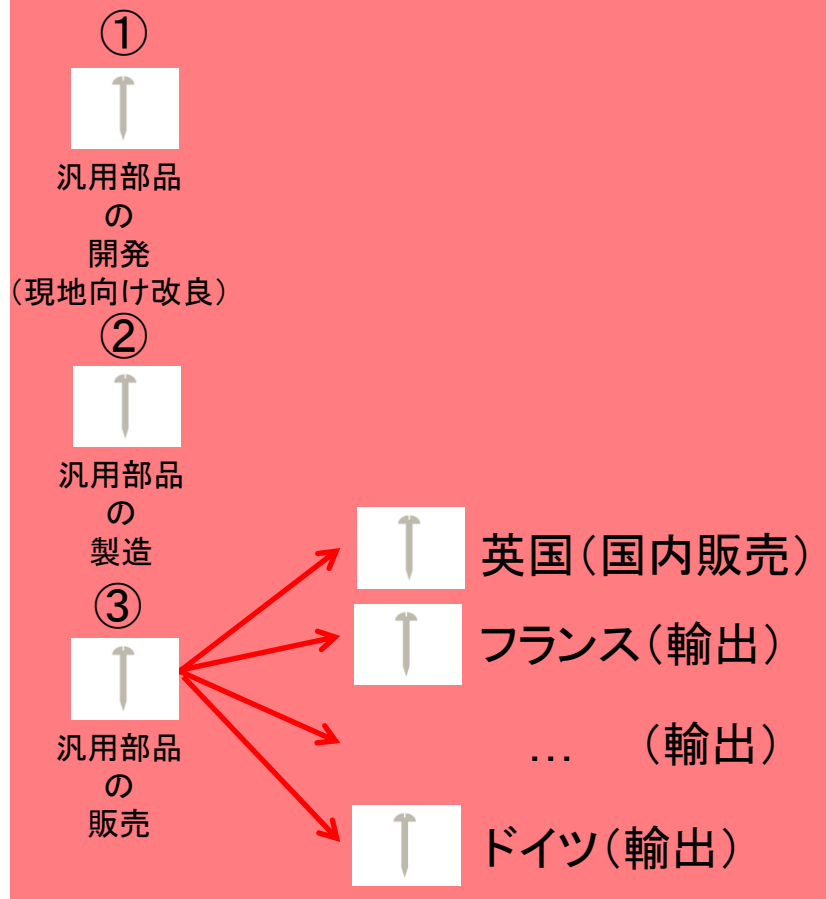 ①
汎用部品
の
開発
（現地向け改良）
②
汎用部品
の
製造
③
汎用部品
の
販売
英国（国内販売）
フランス（輸出）
… （輸出）
ドイツ（輸出）